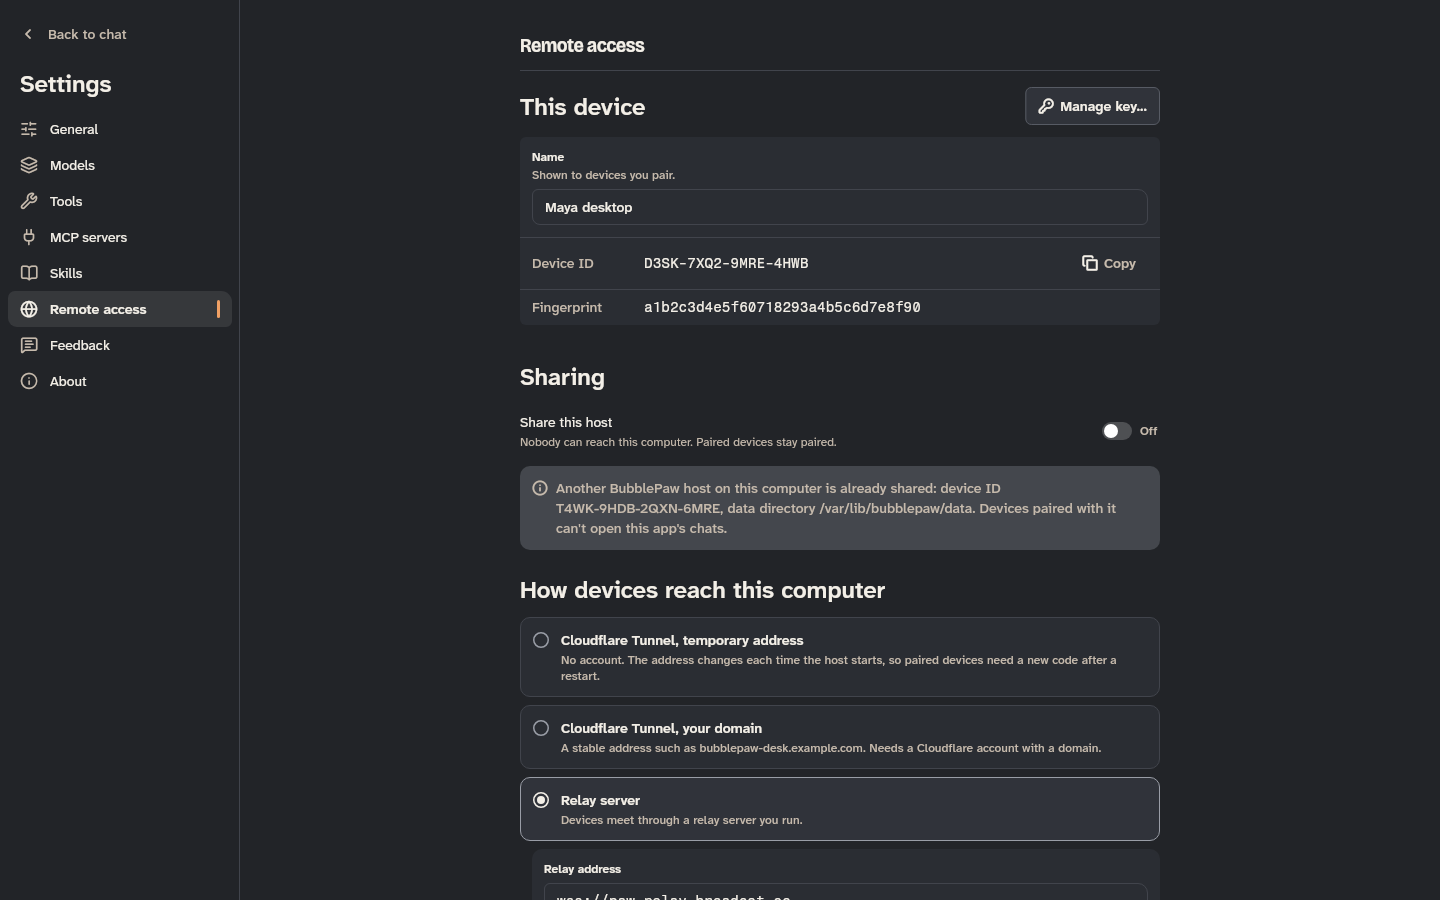 Back to chat
Settings
General
Models
Tools
MCP servers
Skills
Remote access
Feedback
About
Remote access
This device
Manage key...
Name
Shown to devices you pair.
Maya desktop
Device ID D3SK-7XQ2-9MRE-4HWB Copy
Fingerprint a1b2c3d4e5f60718293a4b5c6d7e8f90
Sharing
Share this host
Nobody can reach this computer. Paired devices stay paired.
Off
Another BubblePaw host on this computer is already shared: device ID
T4WK-9HDB-2QXN-6MRE, data directory /var/lib/bubblepaw/data. Devices paired with it
can't open this app's chats.
How devices reach this computer
Cloudflare Tunnel, temporary address
No account. The address changes each time the host starts, so paired devices need a new code after a
restart.
Cloudflare Tunnel, your domain
A stable address such as bubblepaw-desk.example.com. Needs a Cloudflare account with a domain.
Relay server
Devices meet through a relay server you run.
Relay address